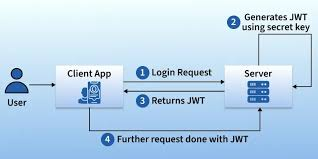 2 Generates JWT
using secret key
Client App
1 Login Request
Server
User
3 Returns JWT
4 Further request done with JWT